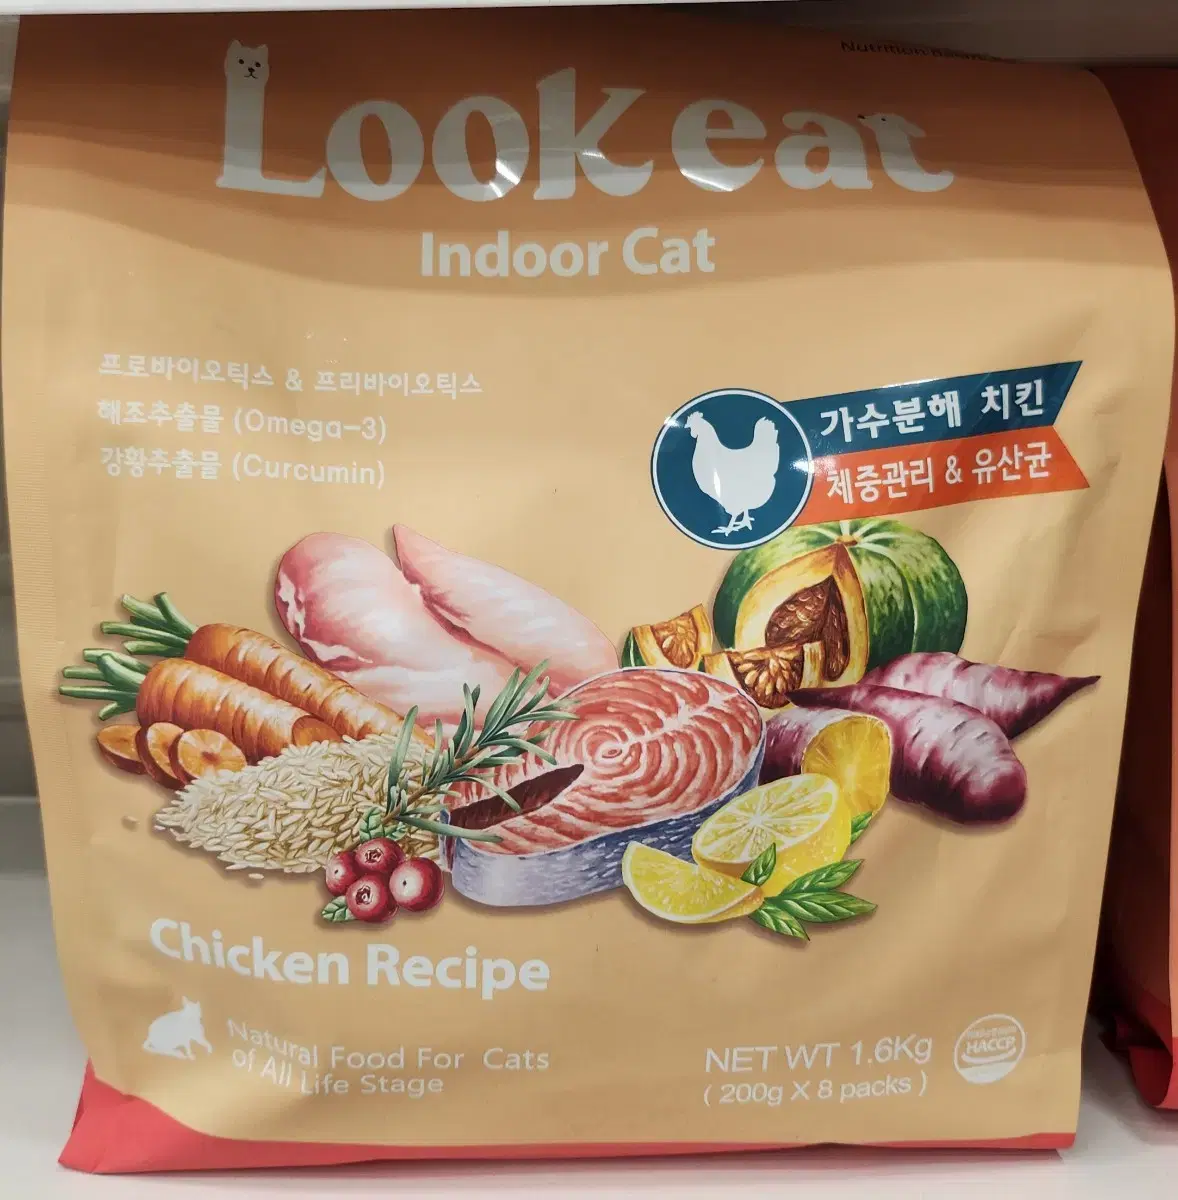 Nutrition
Look eat
Indoor Cat
프로바이오틱스 & 프리바이오틱스
해조추출물 (Omega-3)
강황추출물 (Curcumin)
가수분해 치킨
체중관리 & 유산균
Chicken Recipe
Natural Food For Cats
of All Life Stage
NET WT 1.6Kg
( 200g X 8 packs )
HACCP